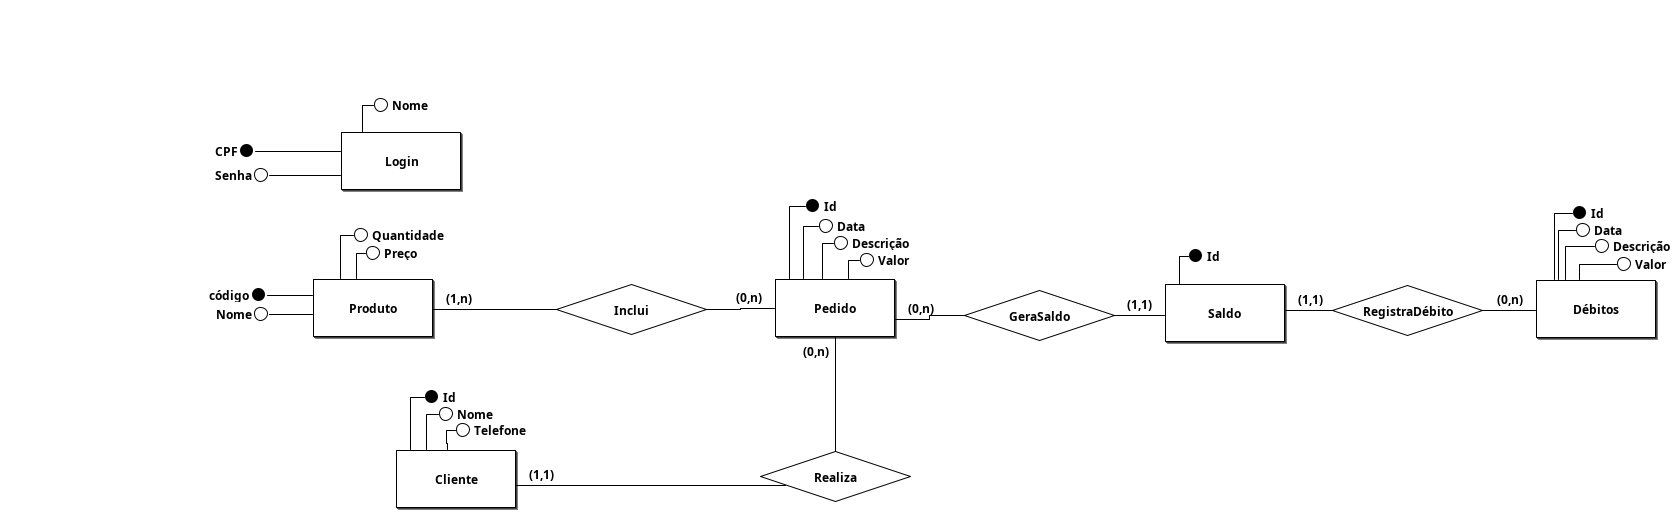 Nome
CPF
Login
Senha
Id
Data
Descrição
Valor
Quantidade
Preço
código
Nome
Produto
(1,n)
Inclui
(0,n)
Pedido
(0,n)
GeraSaldo
(1,1)
Id
Saldo
(1,1)
RegistraDébito
(0,n)
Id
Data
Descrição
Valor
Débitos
(0,n)
Id
Nome
Telefone
Cliente
(1,1)
Realiza